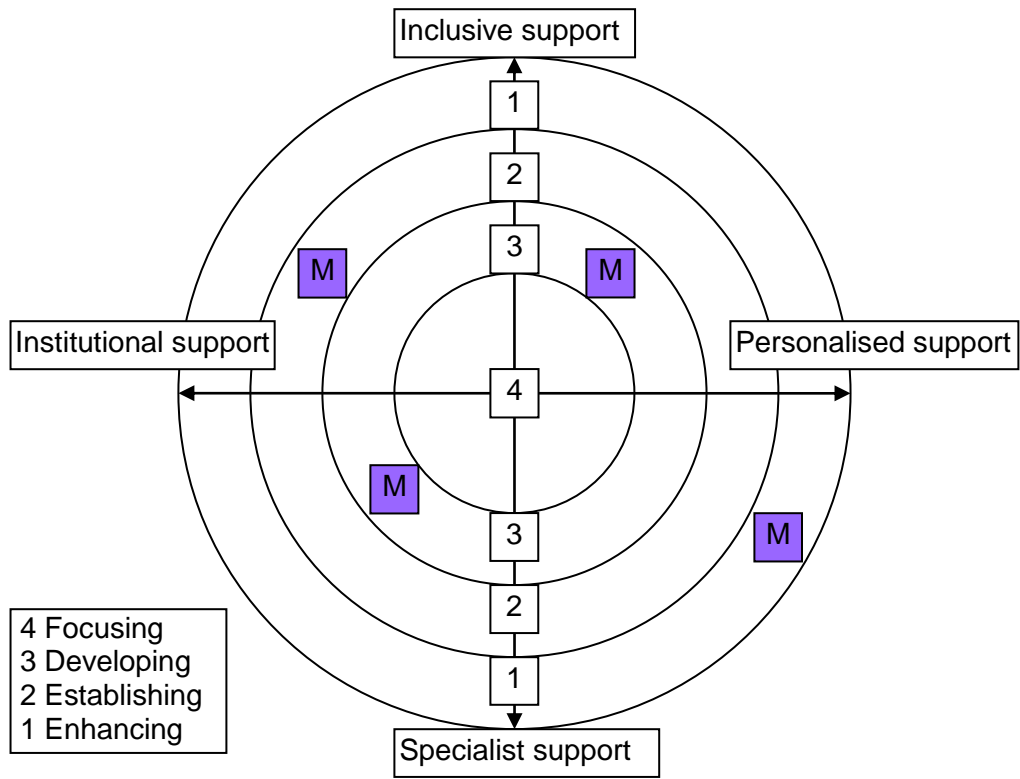 Inclusive support
1
2
3
M
M
Institutional support
Personalised support
4
M
3
M
2
4 Focusing
3 Developing
2 Establishing
1 Enhancing
1
Specialist support